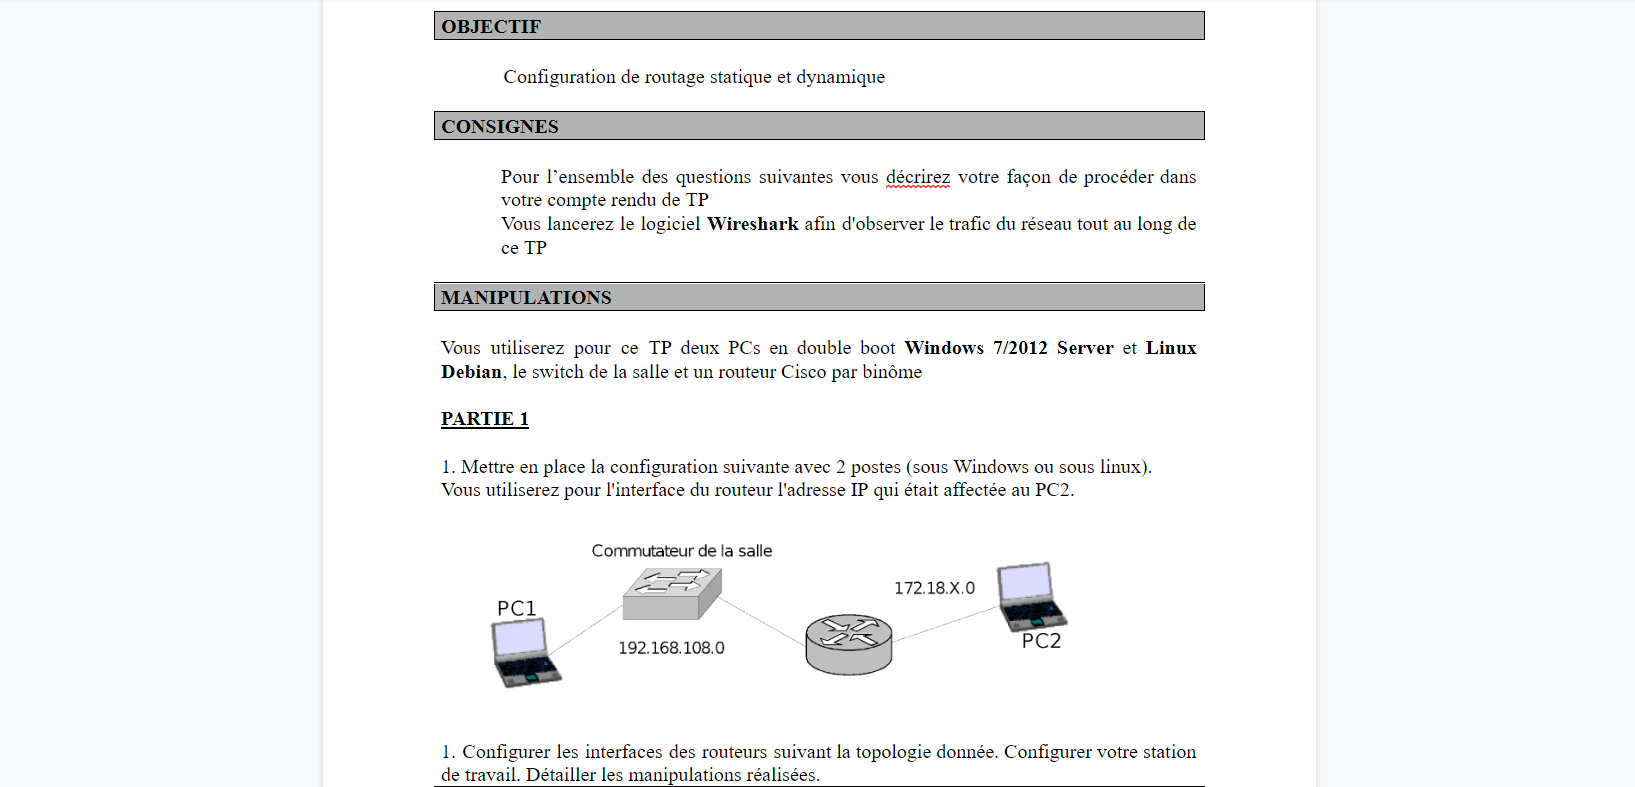 OBJECTIF
Configuration de routage statique et dynamique
CONSIGNES
Pour l’ensemble des questions suivantes vous décrirez votre façon de procéder dans
votre compte rendu de TP
Vous lancerez le logiciel Wireshark afin d'observer le trafic du réseau tout au long de
ce TP
MANIPULATIONS
Vous utiliserez pour ce TP deux PCs en double boot Windows 7/2012 Server et Linux
Debian, le switch de la salle et un routeur Cisco par binôme
PARTIE 1
1. Mettre en place la configuration suivante avec 2 postes (sous Windows ou sous linux).
Vous utiliserez pour l'interface du routeur l'adresse IP qui était affectée au PC2.
Commutateur de la salle
172.18.X.0
PC1
PC2
192.168.108.0
1. Configurer les interfaces des routeurs suivant la topologie donnée. Configurer votre station
de travail. Détailler les manipulations réalisées.